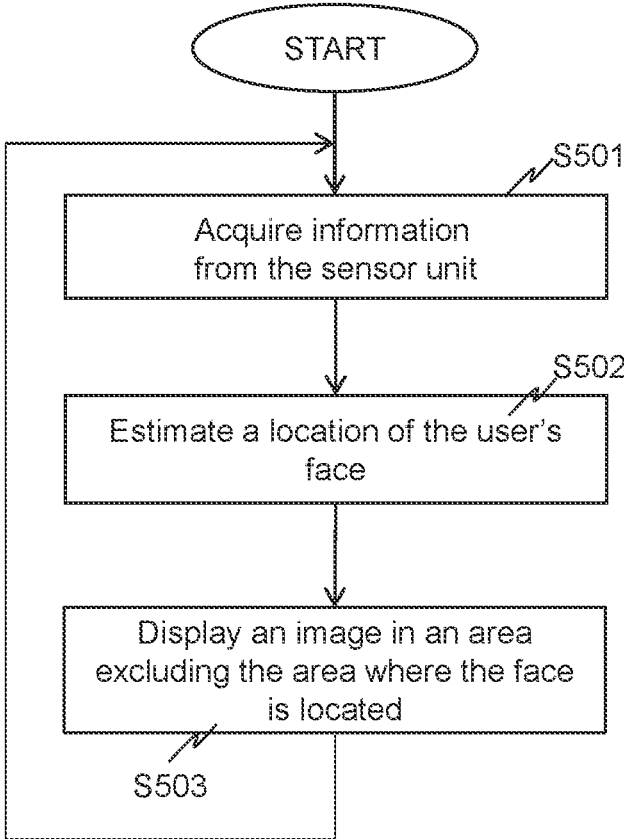 START
S501
Acquire information
from the sensor unit
S502
Estimate a location of the user's
face
Display an image in an area
excluding the area where the face
is located
S503